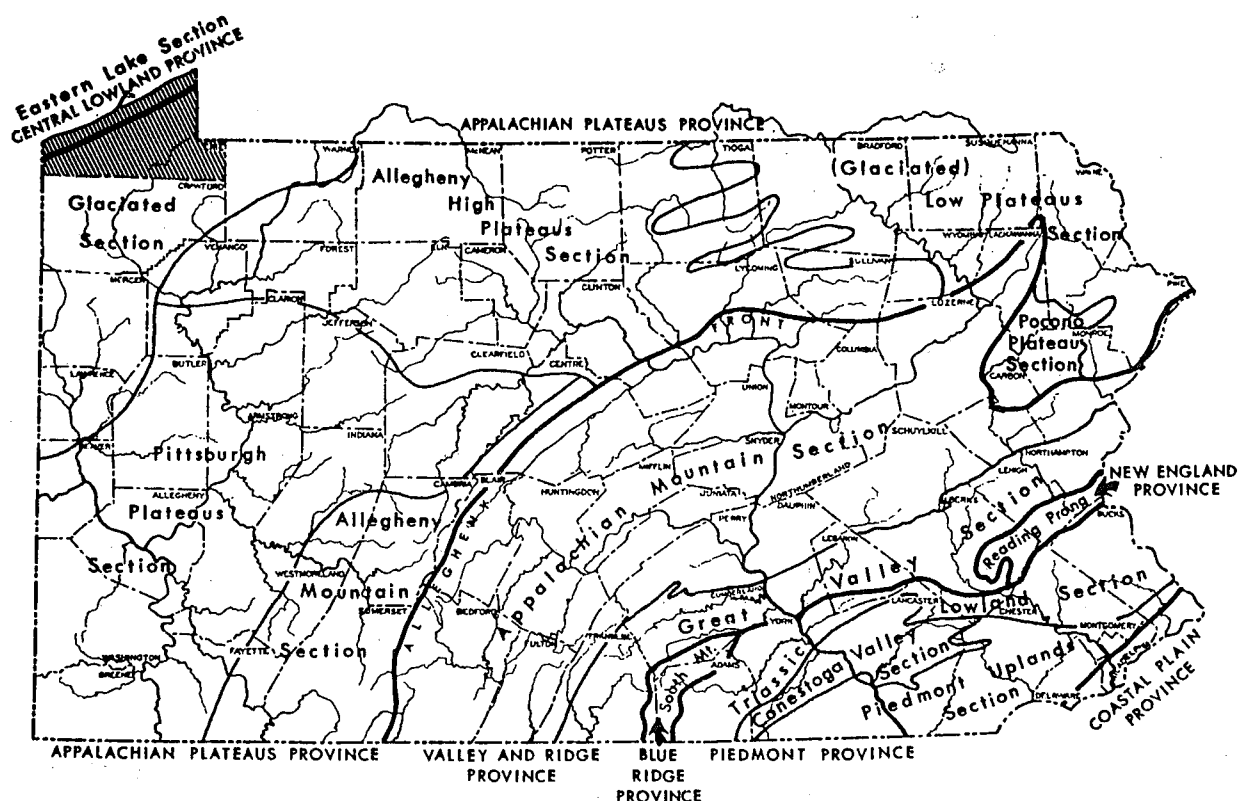 Eastern Lake Section
CENTRAL LOWLAND PROVINCE
APPALACHIAN PLATEAUS PROVINCE
WARREN
McKEAN
POTTER
TIOGA
BRADFORD
SUSQUEHANNA
WAYNE
CRAWFORD
Glaciated
Section
Allegheny
High
Plateaus
Section
(Glaciated)
Low Plateaus
Section
VENANGO
FOREST
ELK
CAMERON
WYOMING
LACKAWANNA
MERCER
CLARION
JEFFERSON
CLINTON
LYCOMING
SULLIVAN
LUZERNE
PIKE
Pocono
Plateau
Section
MONROE
CARBON
LAWRENCE
BUTLER
CLEARFIELD
CENTRE
UNION
MONTOUR
COLUMBIA
ALLEGHENY FRONT
BEAVER
ARMSTRONG
INDIANA
Pittsburgh
Plateaus
Section
ALLEGHENY
CAMBRIA
BLAIR
HUNTINGDON
MIFFLIN
SNYDER
JUNIATA
NORTHUMBERLAND
DAUPHIN
PERRY
SCHUYLKILL
Appalachian Mountain Section
NORTHAMPTON
LEHIGH
BERKS
NEW ENGLAND
PROVINCE
Reading Prong
BUCKS
Allegheny
Mountain
Section
WESTMORELAND
SOMERSET
BEDFORD
FULTON
FRANKLIN
CUMBERLAND
LEBANON
Great Valley Section
WASHINGTON
GREENE
FAYETTE
South Mt.
ADAMS
YORK
LANCASTER
CHESTER
MONTGOMERY
DELAWARE
Triassic Lowland Section
Conestoga Valley
Section
Piedmont Uplands
Section
COASTAL PLAIN
PROVINCE
APPALACHIAN PLATEAUS PROVINCE
VALLEY AND RIDGE
PROVINCE
BLUE
RIDGE
PROVINCE
PIEDMONT PROVINCE